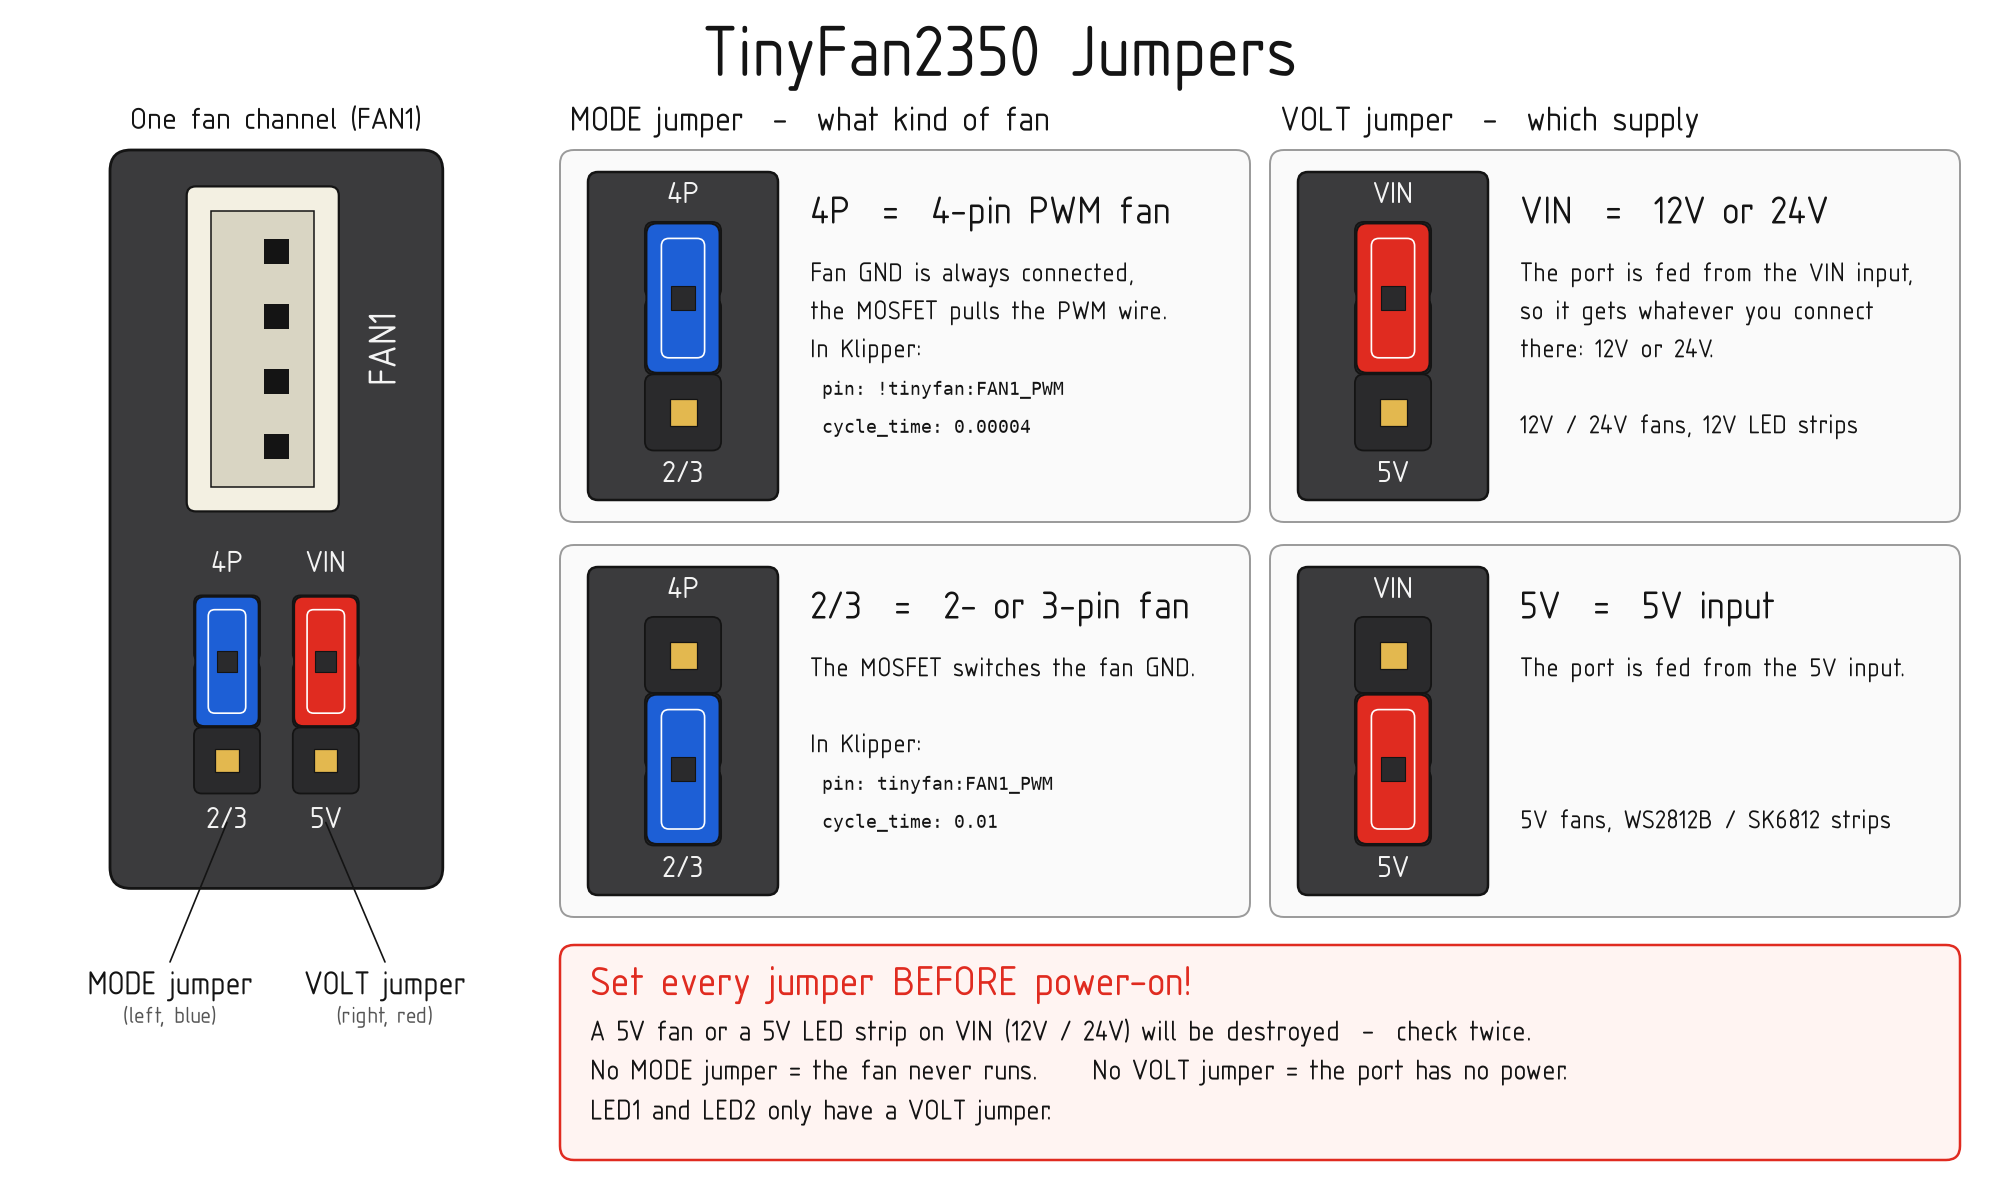 TinyFan2350 Jumpers
One fan channel (FAN1)
FAN1
4P VIN
2/3 5V
MODE jumper
(left, blue)
VOLT jumper
(right, red)
MODE jumper - what kind of fan
4P
2/3
4P = 4-pin PWM fan
Fan GND is always connected,
the MOSFET pulls the PWM wire.
In Klipper:
pin: !tinyfan:FAN1_PWM
cycle_time: 0.00004
4P
2/3
2/3 = 2- or 3-pin fan
The MOSFET switches the fan GND.
In Klipper:
pin: tinyfan:FAN1_PWM
cycle_time: 0.01
VOLT jumper - which supply
VIN
5V
VIN = 12V or 24V
The port is fed from the VIN input,
so it gets whatever you connect
there: 12V or 24V.
12V / 24V fans, 12V LED strips
VIN
5V
5V = 5V input
The port is fed from the 5V input.
5V fans, WS2812B / SK6812 strips
Set every jumper BEFORE power-on!
A 5V fan or a 5V LED strip on VIN (12V / 24V) will be destroyed - check twice.
No MODE jumper = the fan never runs. No VOLT jumper = the port has no power.
LED1 and LED2 only have a VOLT jumper.